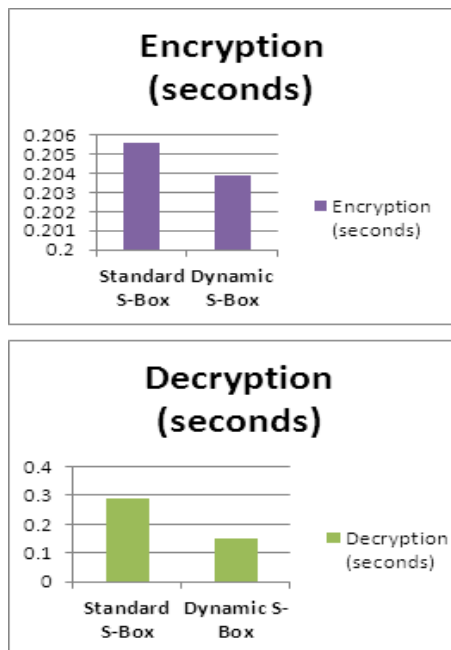 Encryption
(seconds)
0.206
0.205
0.204
0.203
0.202
0.201
0.2
Standard Dynamic
S-Box S-Box
Encryption
(seconds)
Decryption
(seconds)
0.4
0.3
0.2
0.1
0
Standard Dynamic S-
S-Box Box
Decryption
(seconds)